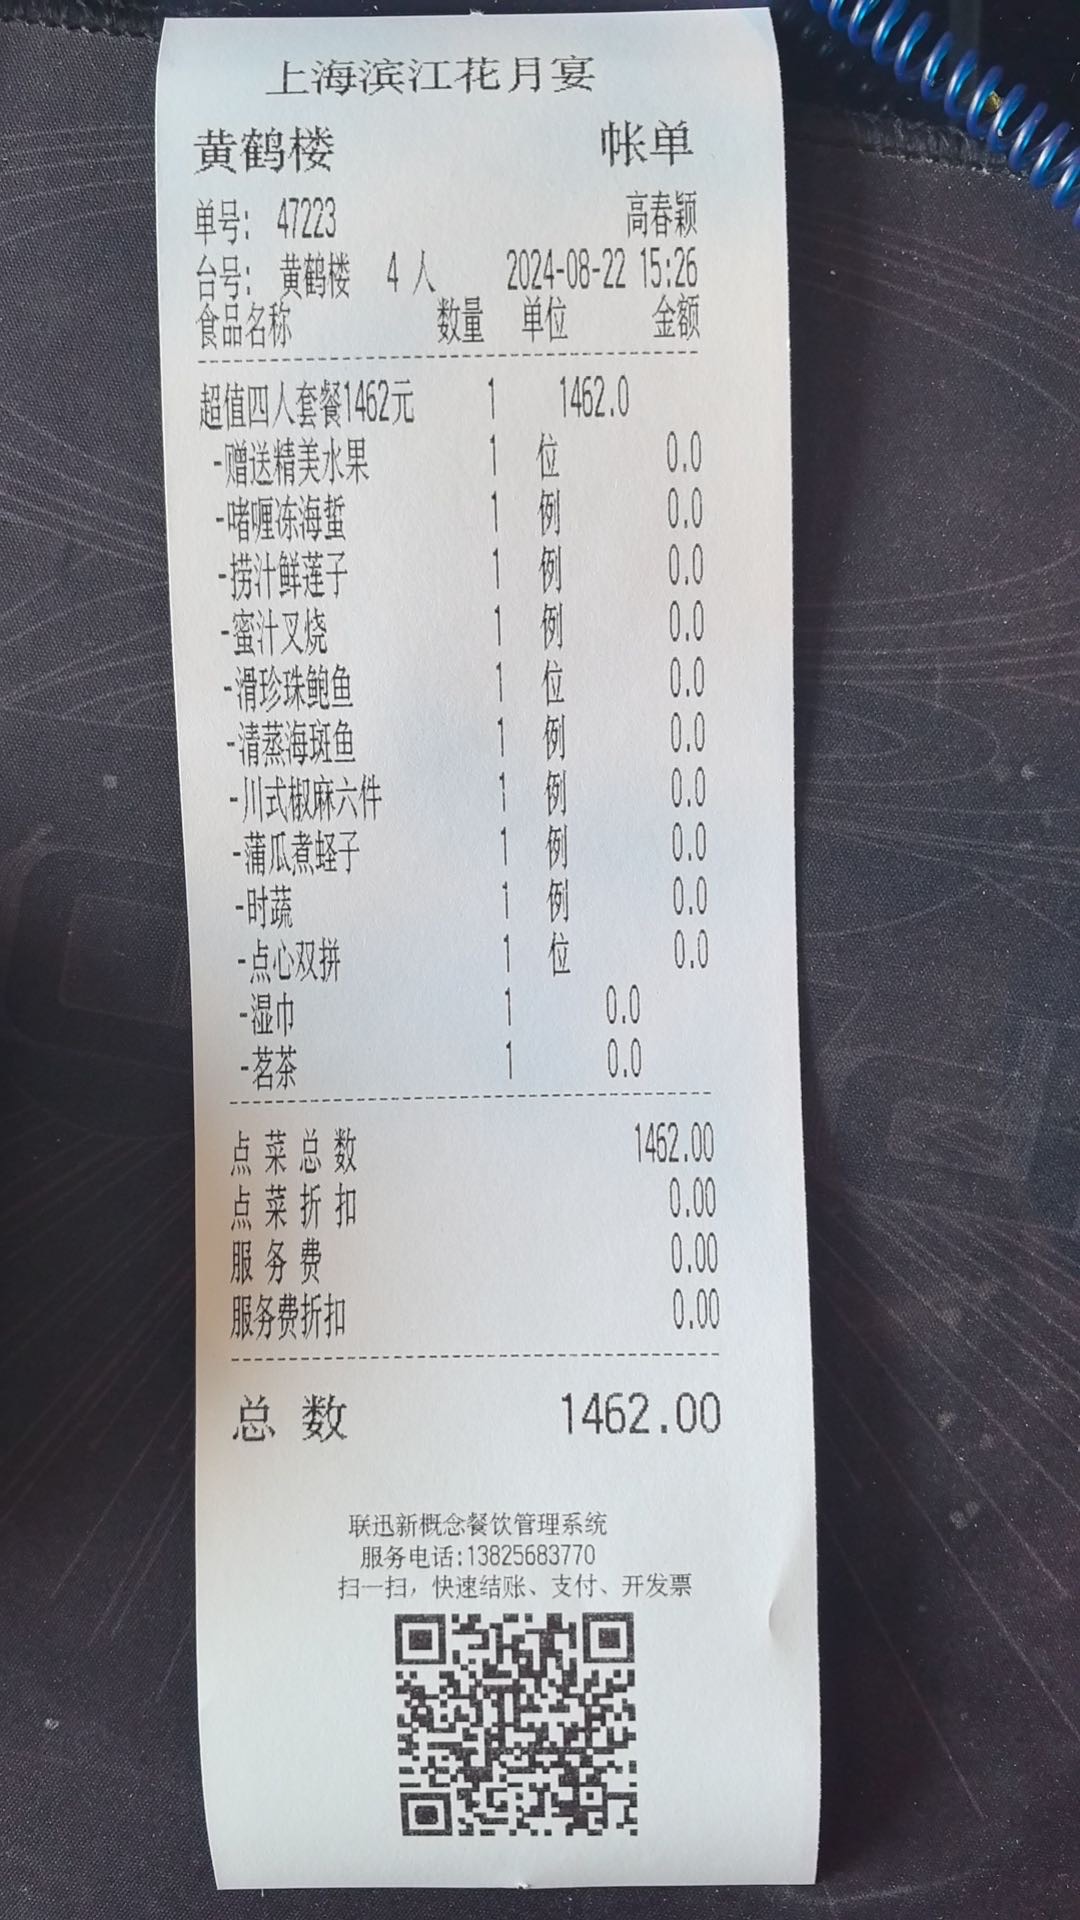 上海滨江花月宴
黄鹤楼 帐单
单号: 47223 高春颖
台号: 黄鹤楼 4 人 2024-08-22 15:26
食品名称 数量 单位 金额
超值四人套餐1462元 1 1462.0
-赠送精美水果 1 位 0.0
-啫喱冻海蜇 1 例 0.0
-捞汁鲜莲子 1 例 0.0
-蜜汁叉烧 1 例 0.0
-滑珍珠鲍鱼 1 位 0.0
-清蒸海斑鱼 1 例 0.0
-川式椒麻六件 1 例 0.0
-蒲瓜煮蛏子 1 例 0.0
-时蔬 1 例 0.0
-点心双拼 1 位 0.0
-湿巾 1 0.0
-茗茶 1 0.0
点菜总数 1462.00
点菜折扣 0.00
服务费 0.00
服务费折扣 0.00
总数 1462.00
联迅新概念餐饮管理系统
服务电话:13825683770
扫一扫，快速结账、支付、开发票